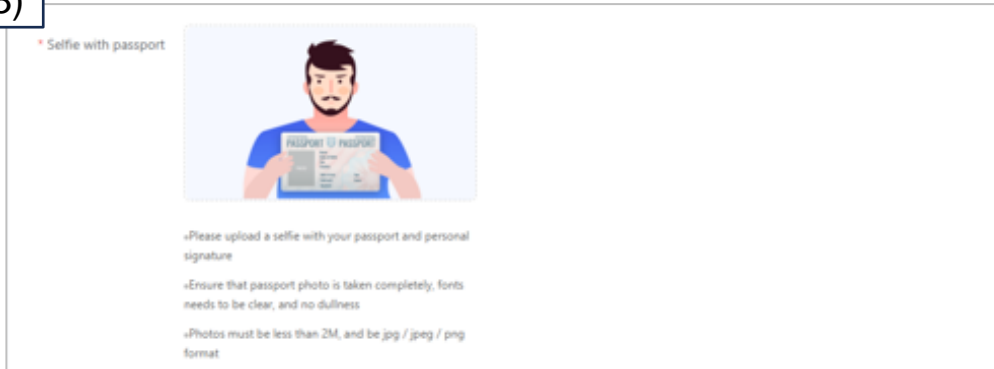 * Selfie with passport
PASSPORT PASSPORT
Please upload a selfie with your passport and personal
signature
Ensure that passport photo is taken completely, fonts
needs to be clear, and no dullness
Photos must be less than 2M, and be jpg / jpeg / png
format